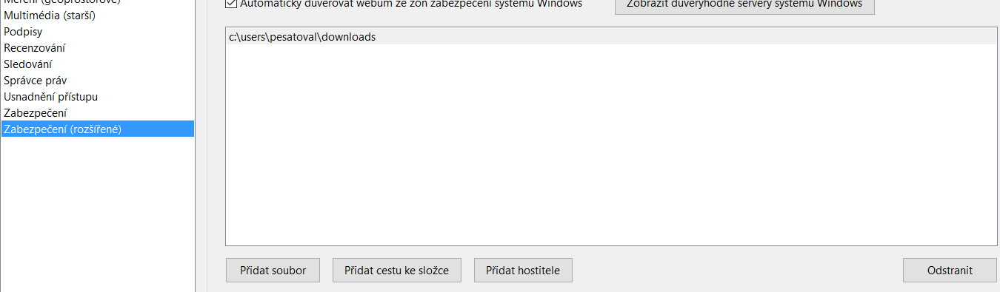 Měření (geoprostorové)
Multimédia (starší)
Podpisy
Recenzování
Sledování
Správce práv
Usnadnění přístupu
Zabezpečení
Zabezpečení (rozšířené)
Automaticky důvěřovat webům ze zón zabezpečení systému Windows
Zobrazit důvěryhodné servery systému Windows
c:\users\pesatoval\downloads
Přidat soubor
Přidat cestu ke složce
Přidat hostitele
Odstranit